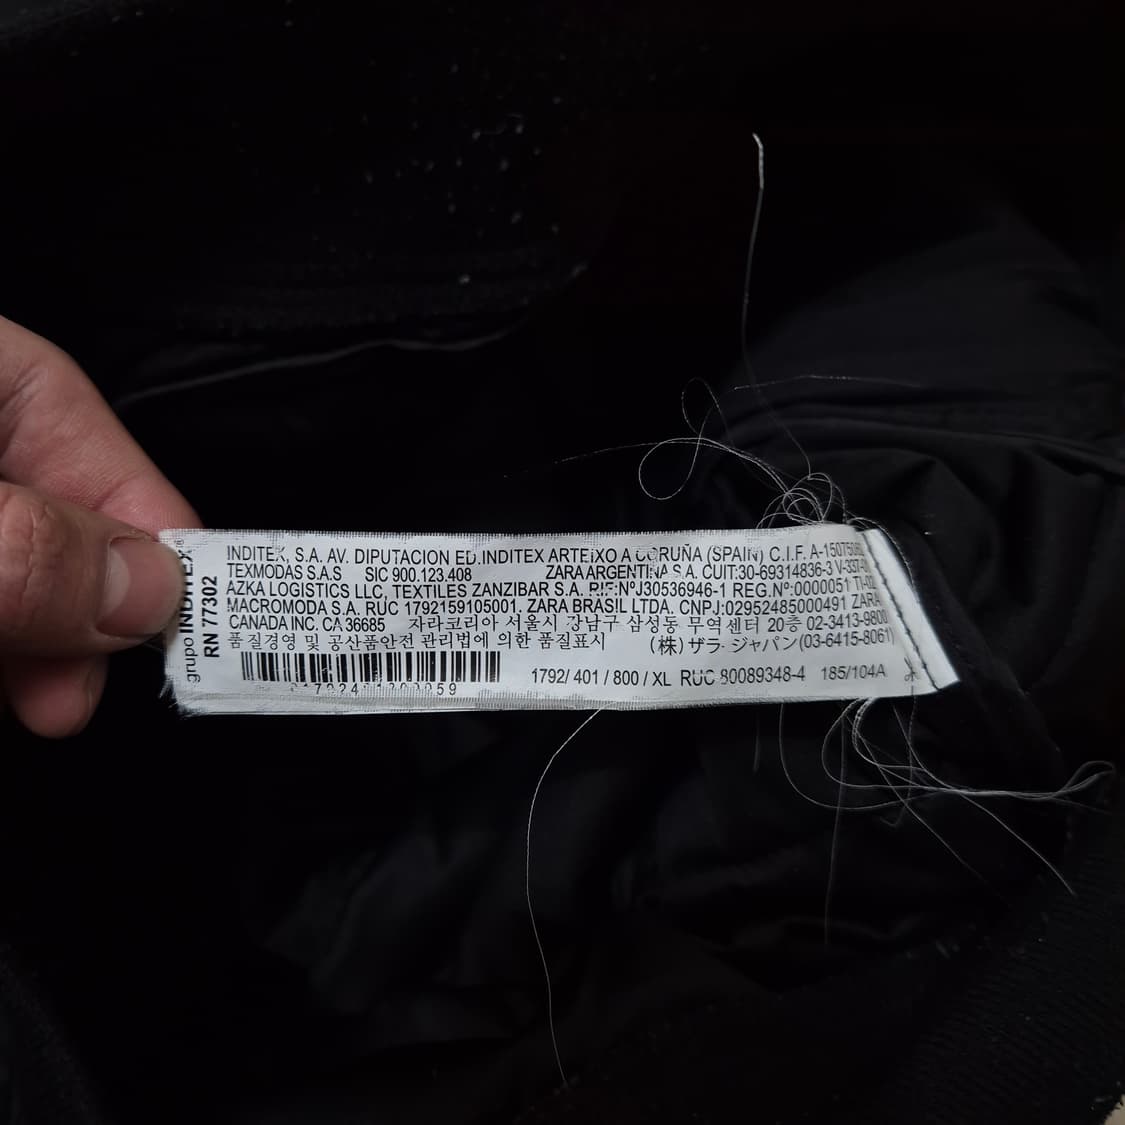 grupo INDITEX
RN 77302
INDITEX, S.A. AV. DIPUTACION ED.INDITEX ARTEIXO A CORUÑA (SPAIN) C.I.F.
TEXMODAS S.A.S SIC 900.123.408 ZARA ARGENTINA S.A. CUIT:30-69314836-3
AZKA LOGISTICS LLC, TEXTILES ZANZIBAR S.A. RIF:NºJ30536946-1 REG.Nº:0000051
MACROMODA S.A. RUC 1792159105001. ZARA BRASIL LTDA. CNPJ:02952485000491 ZARA
CANADA INC. CA 36685 자라코리아 서울시 강남구 삼성동 무역센터 20층 02-3413-9800
품질경영 및 공산품안전 관리법에 의한 품질표시 (株)ザラ·ジャパン(03-6415-8061)
1792/ 401 / 800 / XL RUC 80089348-4 185/104A